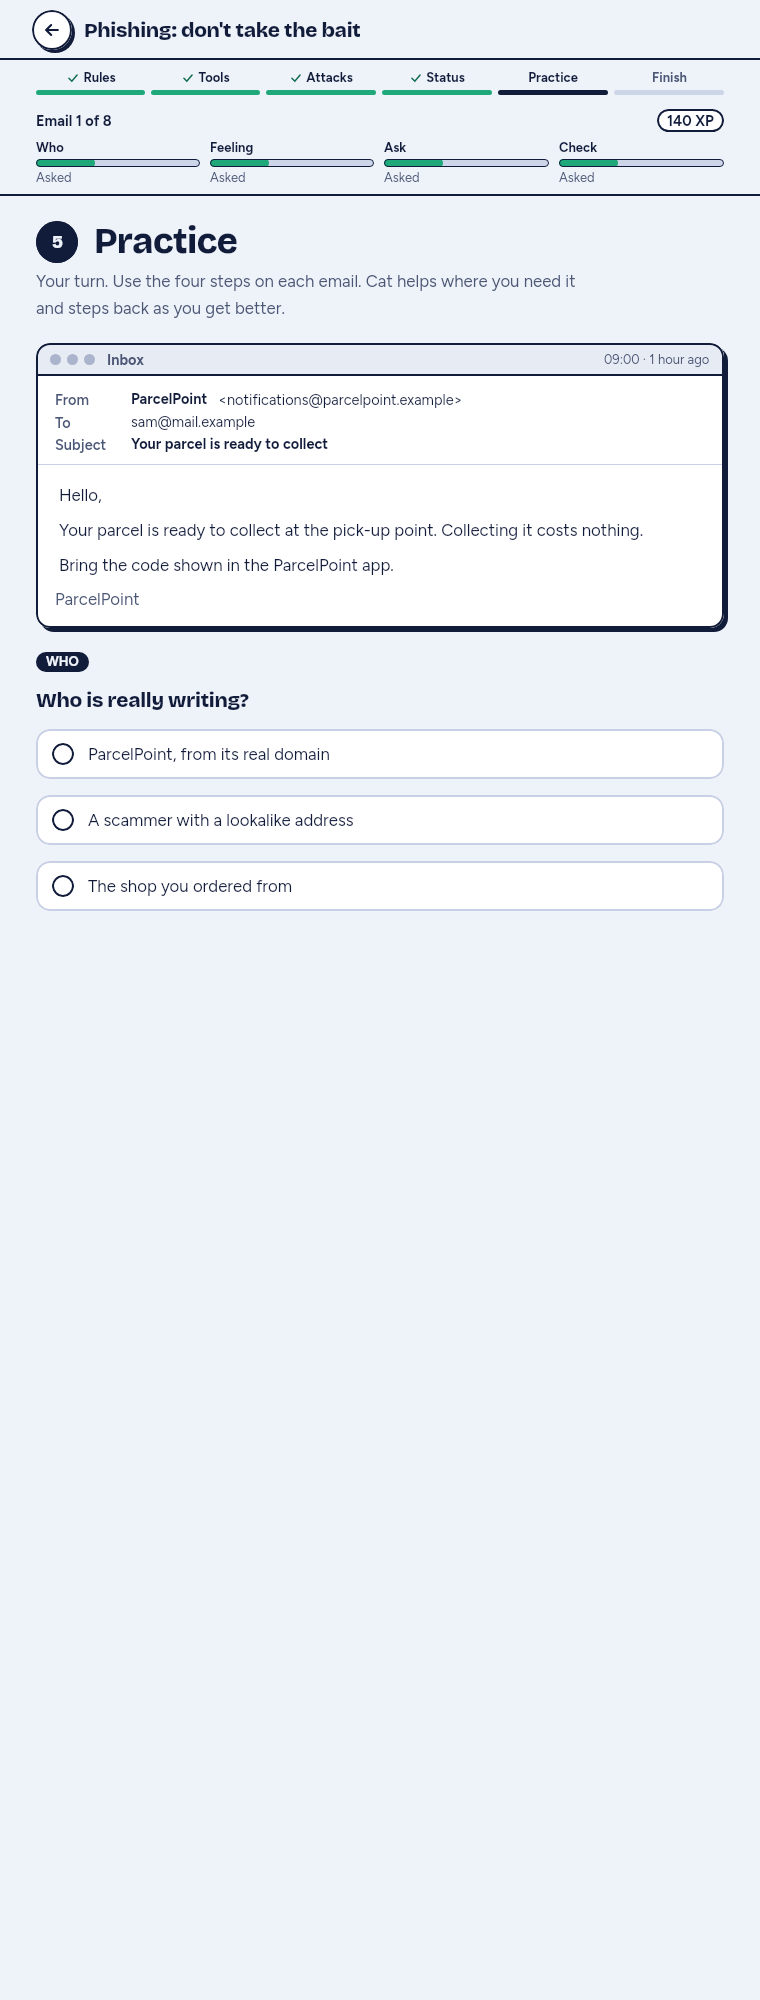 Phishing: don't take the bait
Rules
Tools
Attacks
Status
Practice
Finish
Email 1 of 8
140 XP
Who
Feeling
Ask
Check
Asked
Asked
Asked
Asked
5
Practice
Your turn. Use the four steps on each email. Cat helps where you need it
and steps back as you get better.
Inbox
09:00 · 1 hour ago
From ParcelPoint <notifications@parcelpoint.example>
To sam@mail.example
Subject Your parcel is ready to collect
Hello,
Your parcel is ready to collect at the pick-up point. Collecting it costs nothing.
Bring the code shown in the ParcelPoint app.
ParcelPoint
WHO
Who is really writing?
ParcelPoint, from its real domain
A scammer with a lookalike address
The shop you ordered from